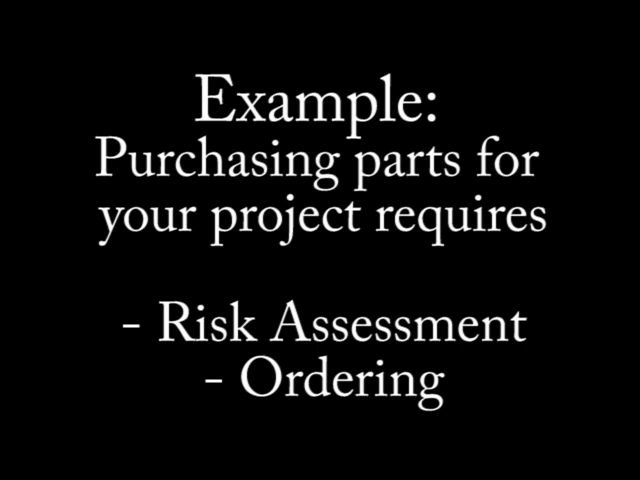 Example:
Purchasing parts for
your project requires
- Risk Assessment
- Ordering